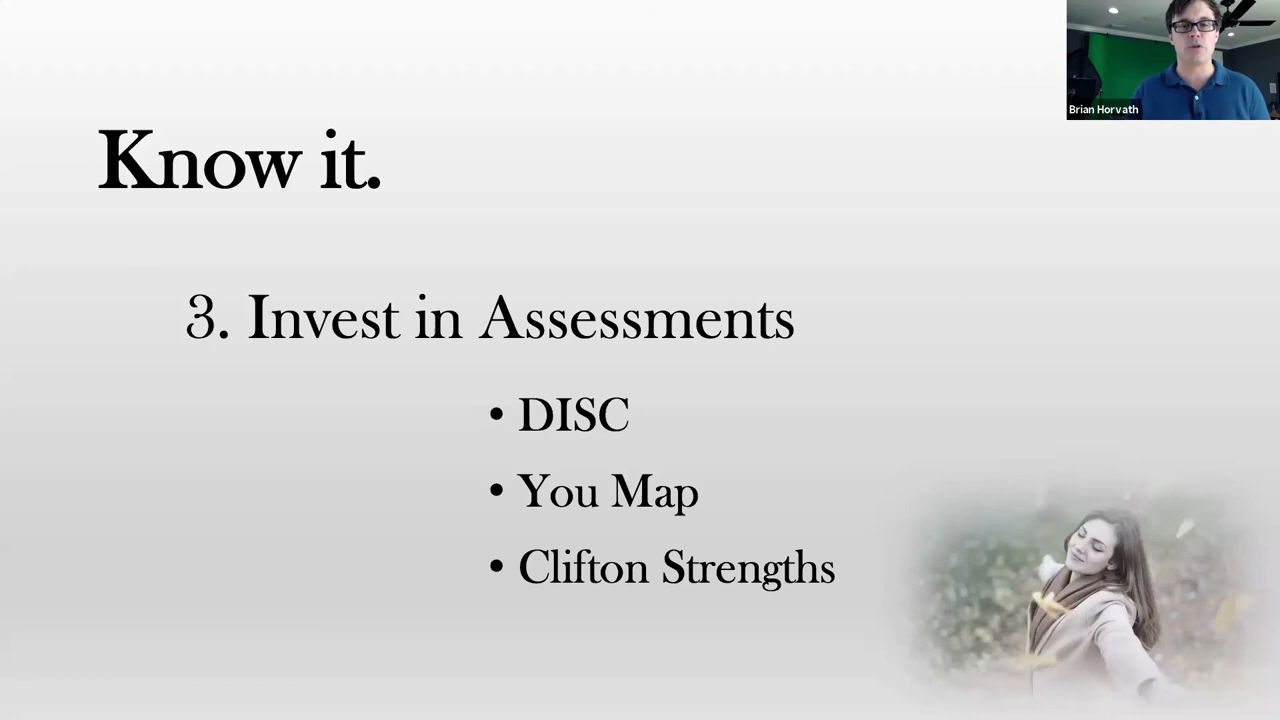 Brian Horvath
Know it.
3. Invest in Assessments
• DISC
• You Map
• Clifton Strengths